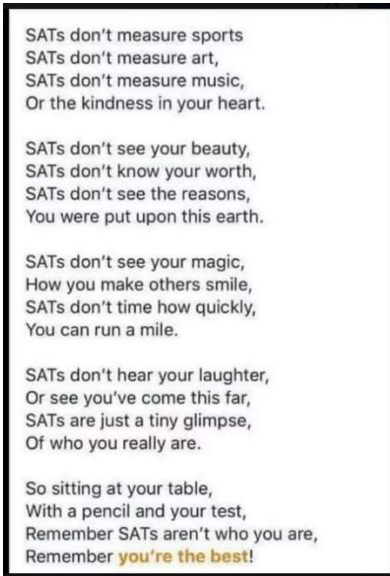 SATs don't measure sports
SATs don't measure art,
SATs don't measure music,
Or the kindness in your heart.
SATs don't see your beauty,
SATs don't know your worth,
SATs don't see the reasons,
You were put upon this earth.
SATs don't see your magic,
How you make others smile,
SATs don't time how quickly,
You can run a mile.
SATs don't hear your laughter,
Or see you've come this far,
SATs are just a tiny glimpse,
Of who you really are.
So sitting at your table,
With a pencil and your test,
Remember SATs aren't who you are,
Remember you're the best!